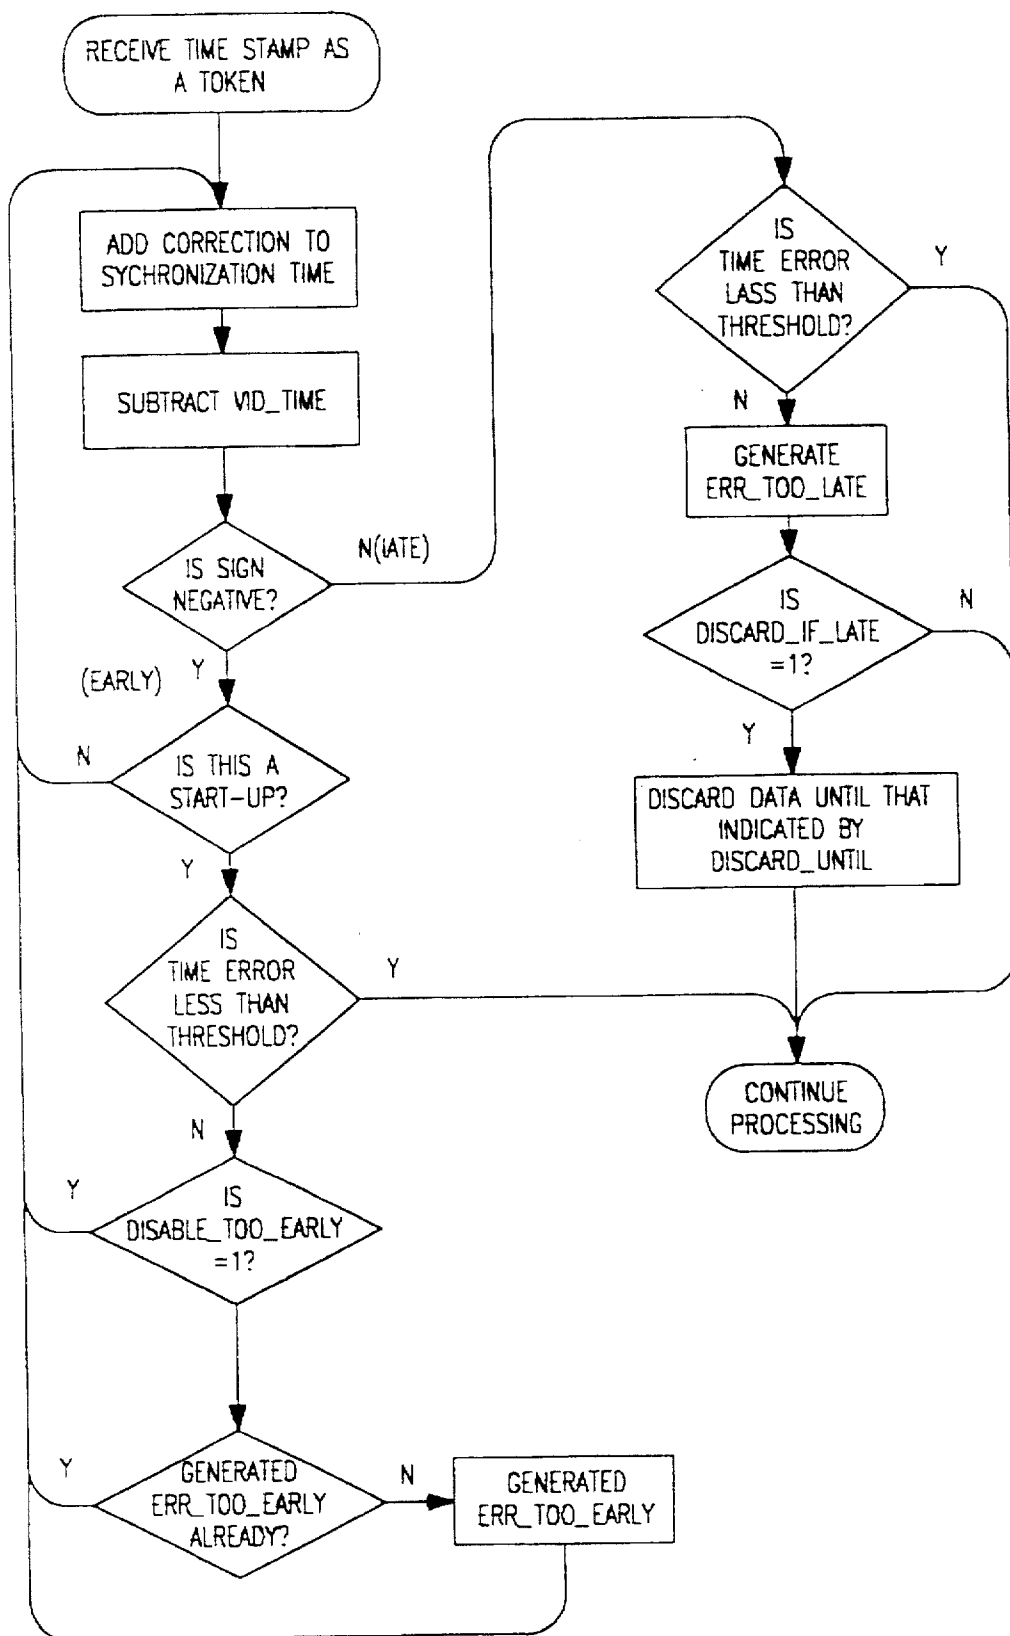 RECEIVE TIME STAMP AS
A TOKEN
ADD CORRECTION TO
SYCHRONIZATION TIME
SUBTRACT VID_TIME
IS SIGN
NEGATIVE?
N(IATE)
Y
(EARLY)
IS THIS A
START-UP?
N
Y
IS
TIME ERROR
LESS THAN
THRESHOLD?
Y
N
IS
DISABLE_TOO_EARLY
=1?
Y
GENERATED
ERR_TOO_EARLY
ALREADY?
Y
N
GENERATED
ERR_TOO_EARLY
IS
TIME ERROR
LASS THAN
THRESHOLD?
Y
N
GENERATE
ERR_TOO_LATE
IS
DISCARD_IF_LATE
=1?
N
Y
DISCARD DATA UNTIL THAT
INDICATED BY
DISCARD_UNTIL
CONTINUE
PROCESSING